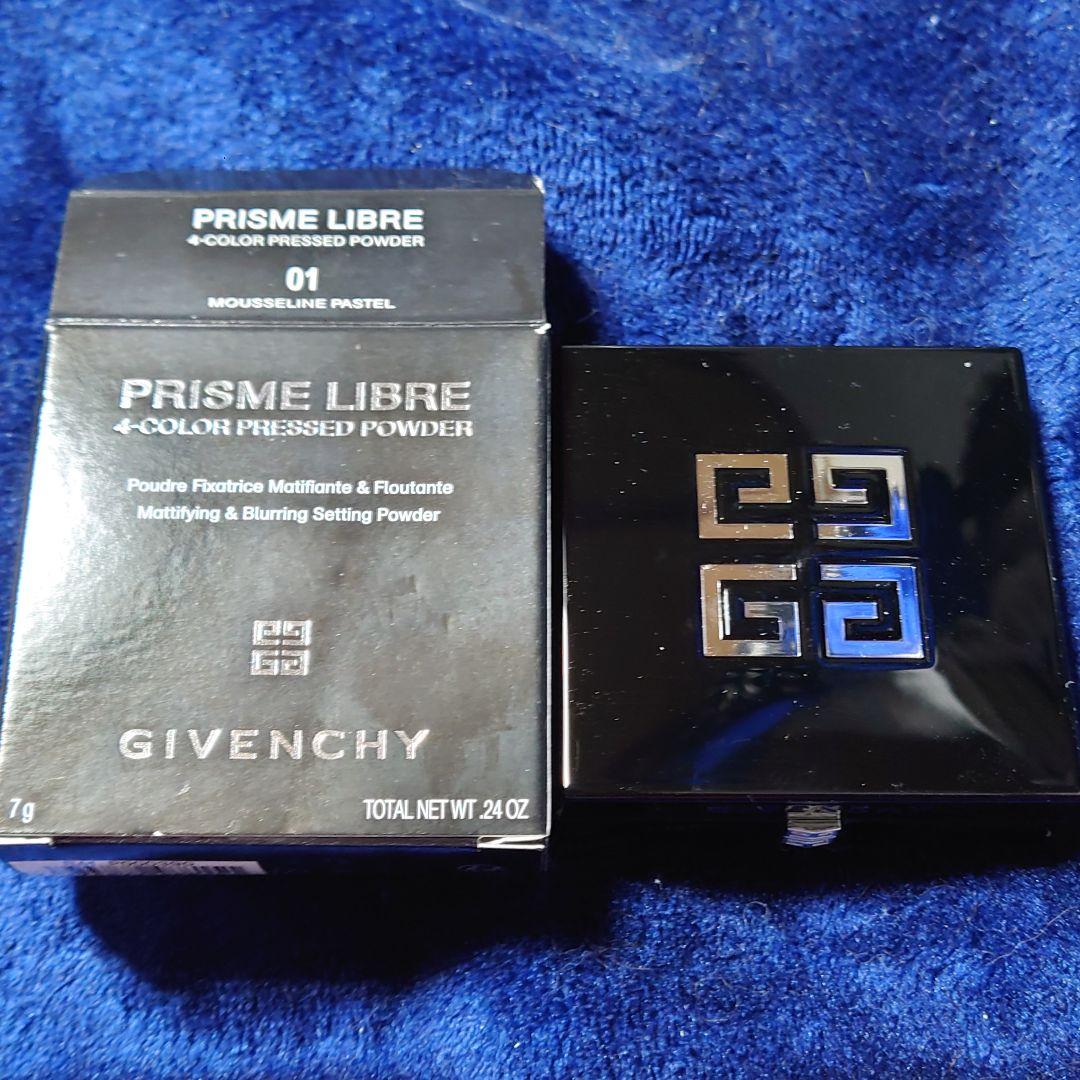 PRISME LIBRE
4-COLOR PRESSED POWDER
01
MOUSSELINE PASTEL
PRISME LIBRE
4-COLOR PRESSED POWDER
Poudre Fixatrice Matifiante & Floutante
Mattifying & Blurring Setting Powder
GIVENCHY
7 g
TOTAL NET WT .24 OZ